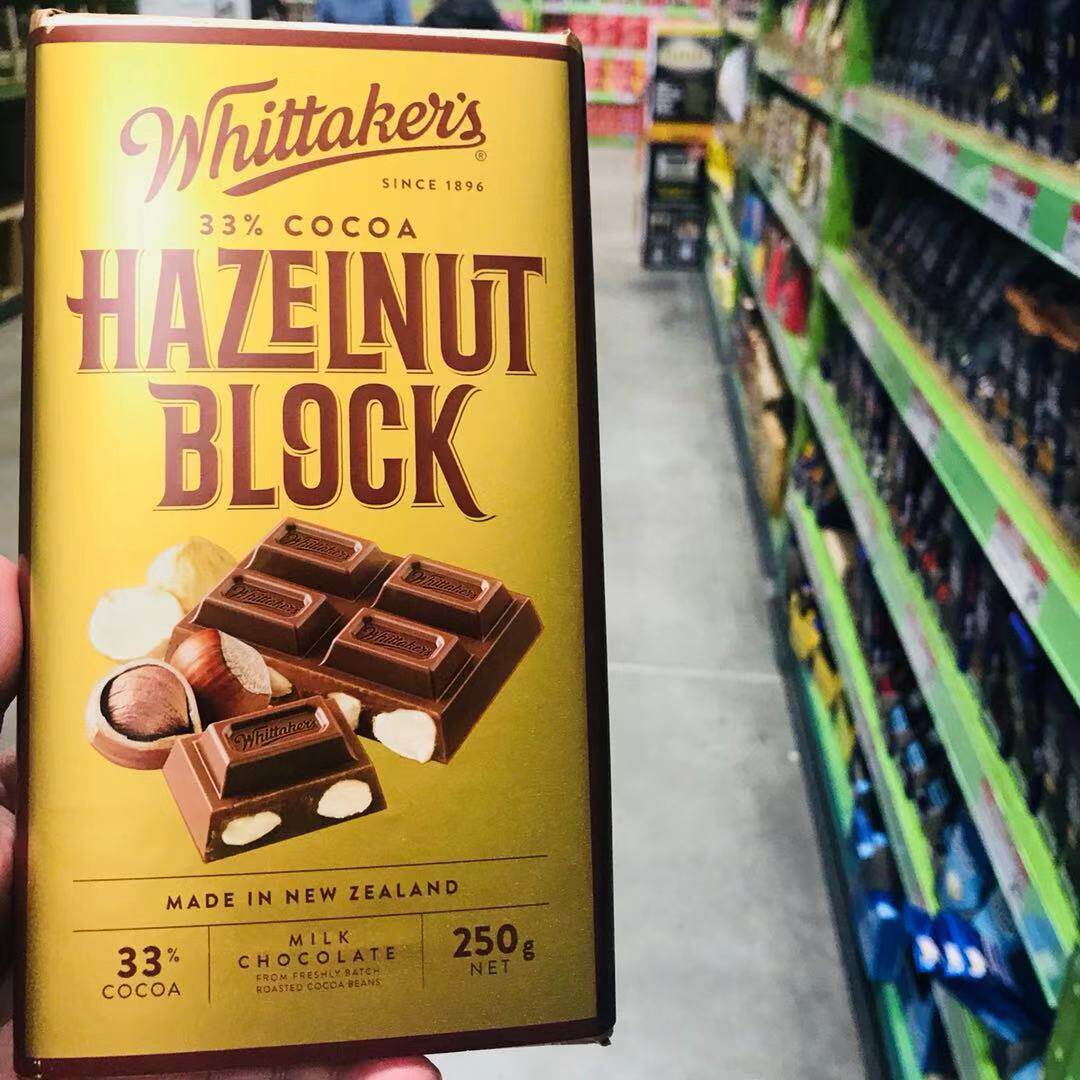 Whittaker's®
SINCE 1896
33% COCOA
HAZELNUT
BLOCK
Whittaker's
Whittaker's
Whittaker's
Whittaker's
Whittaker's
MADE IN NEW ZEALAND
33%
COCOA
MILK
CHOCOLATE
FROM FRESHLY BATCH
ROASTED COCOA BEANS
250g
NET